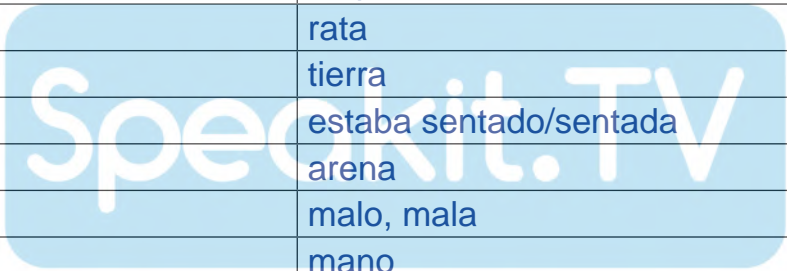 rata
tierra
estaba sentado/sentada
Speakit.TV
arena
malo, mala
mano